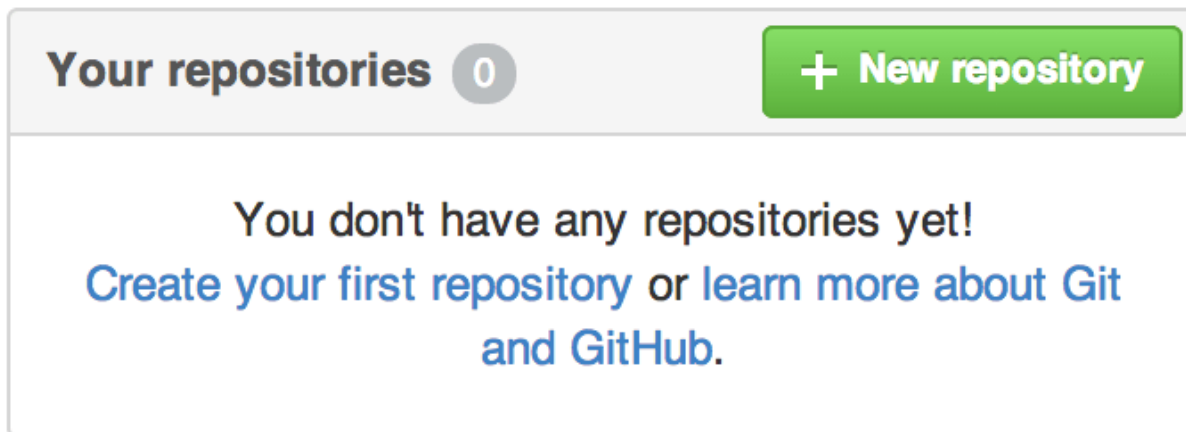 Your repositories 0
+ New repository
You don't have any repositories yet!
Create your first repository or learn more about Git
and GitHub.